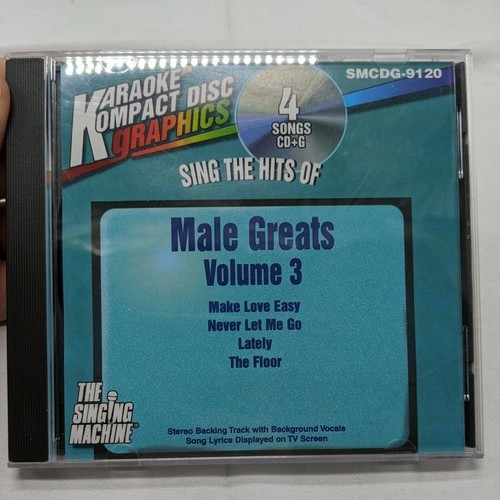 KARAOKE™
KOMPACT DISC
gRAPHICS
SMCDG-9120
4
SONGS
CD+G
SING THE HITS OF
Male Greats
Volume 3
Make Love Easy
Never Let Me Go
Lately
The Floor
THE
SINGING
MACHINE®
Stereo Backing Track with Background Vocals
Song Lyrics Displayed on TV Screen